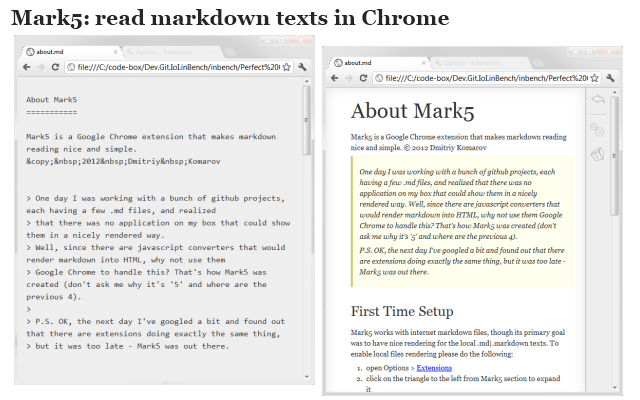 Mark5: read markdown texts in Chrome
about.md
file:///C:/code-box/Dev.Git.IoLinBench/inbench/Perfect%20
About Mark5
===========
Mark5 is a Google Chrome extension that makes markdown
reading nice and simple.
&copy;&nbsp;2012&nbsp;Dmitriy&nbsp;Komarov
> One day I was working with a bunch of github projects,
each having a few .md files, and realized
> that there was no application on my box that could show
them in a nicely rendered way.
> Well, since there are javascript converters that would
render markdown into HTML, why not use them
> Google Chrome to handle this? That's how Mark5 was
created (don't ask me why it's '5' and where are the
previous 4).
>
> P.S. OK, the next day I've googled a bit and found out
that there are extensions doing exactly the same thing,
> but it was too late - Mark5 was out there.
about.md
file:///C:/code-box/Dev.Git.IoLinBench/inbench/Perfect%20
About Mark5
Mark5 is a Google Chrome extension that makes markdown reading
nice and simple. © 2012 Dmitriy Komarov
One day I was working with a bunch of github projects, each
having a few .md files, and realized that there was no
application on my box that could show them in a nicely
rendered way. Well, since there are javascript converters that
would render markdown into HTML, why not use them Google
Chrome to handle this? That's how Mark5 was created (don't
ask me why it's '5' and where are the previous 4).
P.S. OK, the next day I've googled a bit and found out that there
are extensions doing exactly the same thing, but it was too late -
Mark5 was out there.
First Time Setup
Mark5 works with internet markdown files, though its primary goal
was to have nice rendering for the local .md|.markdown texts. To
enable local files rendering please do the following:
1. open Options > Extensions
2. click on the triangle to the left from Mark5 section to expand
it